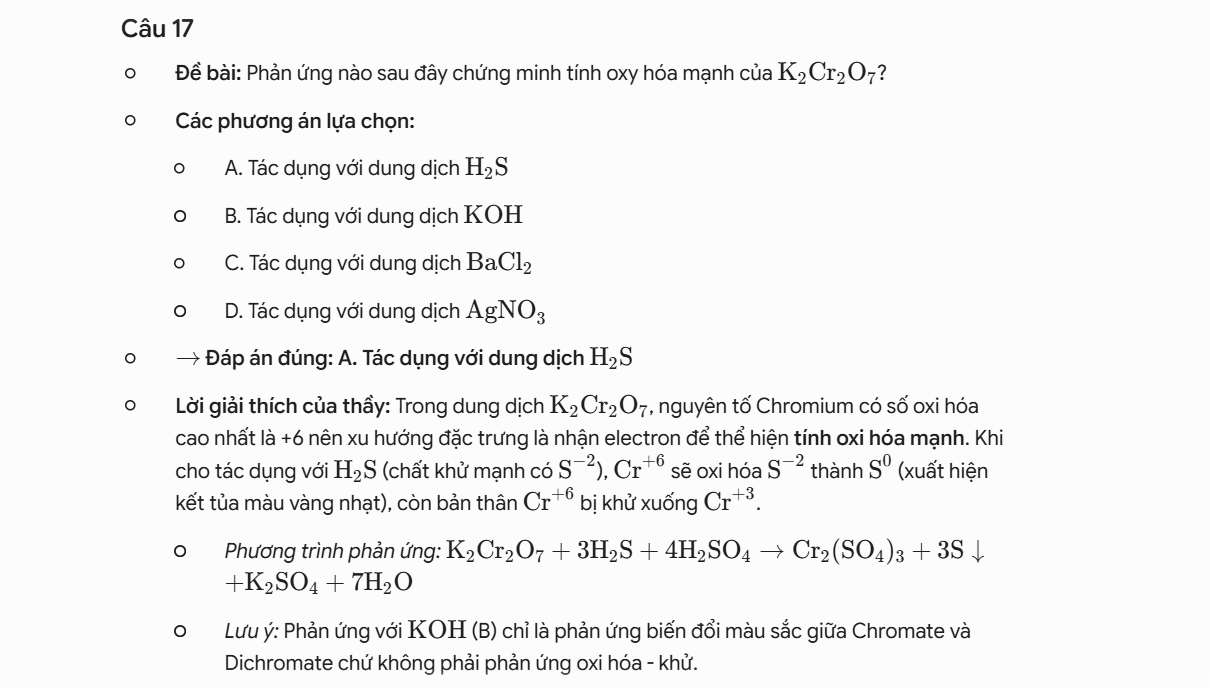 Câu 17
Đề bài: Phản ứng nào sau đây chứng minh tính oxy hóa mạnh của K₂Cr₂O₇?
Các phương án lựa chọn:
A. Tác dụng với dung dịch H₂S
B. Tác dụng với dung dịch KOH
C. Tác dụng với dung dịch BaCl₂
D. Tác dụng với dung dịch AgNO₃
→ Đáp án đúng: A. Tác dụng với dung dịch H₂S
Lời giải thích của thầy: Trong dung dịch K₂Cr₂O₇, nguyên tố Chromium có số oxi hóa
cao nhất là +6 nên xu hướng đặc trưng là nhận electron để thể hiện tính oxi hóa mạnh. Khi
cho tác dụng với H₂S (chất khử mạnh có S⁻²), Cr⁺⁶ sẽ oxi hóa S⁻² thành S⁰ (xuất hiện
kết tủa màu vàng nhạt), còn bản thân Cr⁺⁶ bị khử xuống Cr⁺³.
Phương trình phản ứng: K₂Cr₂O₇ + 3H₂S + 4H₂SO₄ → Cr₂(SO₄)₃ + 3S ↓
+K₂SO₄ + 7H₂O
Lưu ý: Phản ứng với KOH (B) chỉ là phản ứng biến đổi màu sắc giữa Chromate và
Dichromate chứ không phải phản ứng oxi hóa - khử.